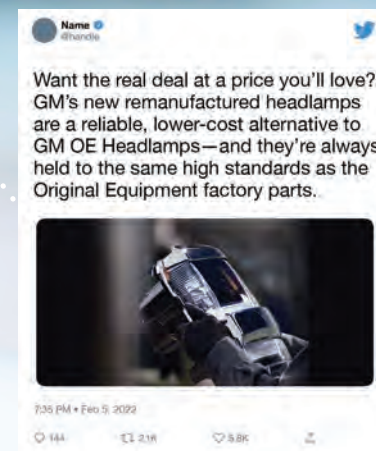 Name
@handle
Want the real deal at a price you'll love?
GM's new remanufactured headlamps
are a reliable, lower-cost alternative to
GM OE Headlamps—and they're always
held to the same high standards as the
Original Equipment factory parts.
7:35 PM • Feb 5, 2022
144 216 5.8K